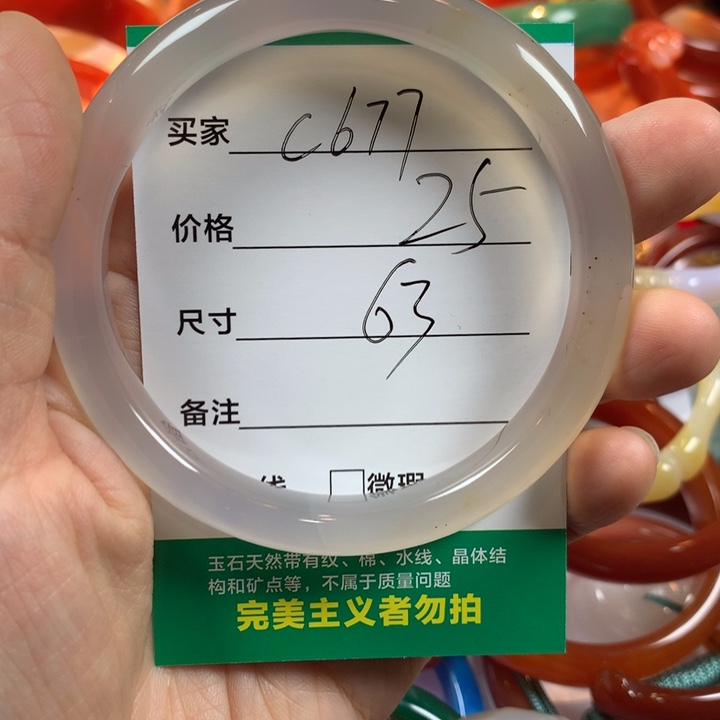 买家 c677
价格 25
尺寸 63
备注
线 微瑕
玉石天然带有纹、棉、水线、晶体结
构和矿点等，不属于质量问题
完美主义者勿拍